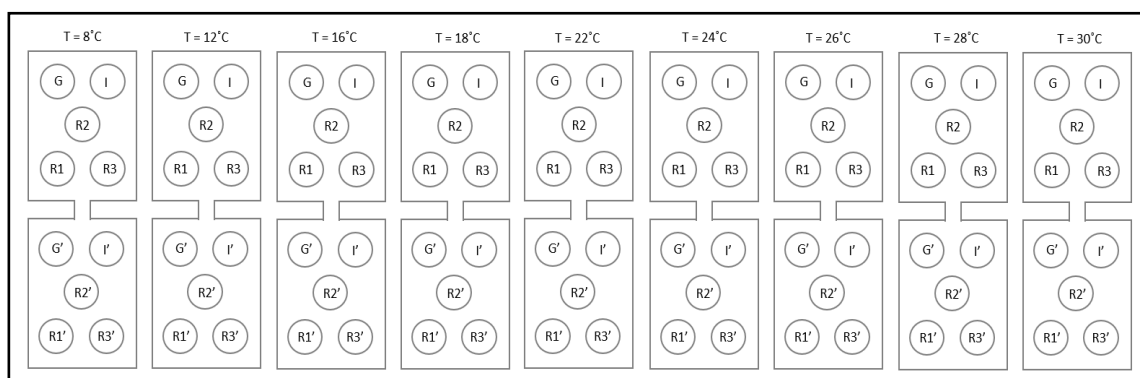 T = 8˚C T = 12˚C T = 16˚C T = 18˚C T = 22˚C T = 24˚C T = 26˚C T = 28˚C T = 30˚C
G I G I G I G I G I G I G I G I G I
R2 R2 R2 R2 R2 R2 R2 R2 R2
R1 R3 R1 R3 R1 R3 R1 R3 R1 R3 R1 R3 R1 R3 R1 R3 R1 R3
G’ I’ G’ I’ G’ I’ G’ I’ G’ I’ G’ I’ G’ I’ G’ I’ G’ I’
R2’ R2’ R2’ R2’ R2’ R2’ R2’ R2’ R2’
R1’ R3’ R1’ R3’ R1’ R3’ R1’ R3’ R1’ R3’ R1’ R3’ R1’ R3’ R1’ R3’ R1’ R3’